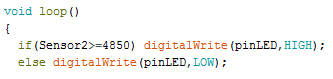 void loop()
{
  if(Sensor2>=4850) digitalWrite(pinLED,HIGH);
  else digitalWrite(pinLED,LOW);